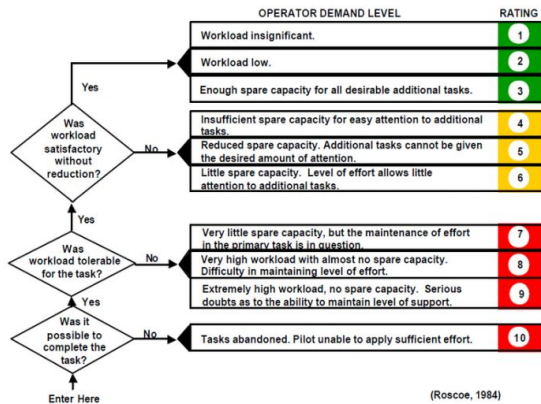 OPERATOR DEMAND LEVEL RATING
Workload insignificant. 1
Workload low. 2
Yes
Enough spare capacity for all desirable additional tasks. 3
Was
workload
satisfactory
without
reduction?
No
Insufficient spare capacity for easy attention to additional
tasks. 4
Reduced spare capacity. Additional tasks cannot be given
the desired amount of attention. 5
Little spare capacity. Level of effort allows little
attention to additional tasks. 6
Yes
Was
workload tolerable
for the task?
No
Very little spare capacity, but the maintenance of effort
in the primary task is in question. 7
Very high workload with almost no spare capacity.
Difficulty in maintaining level of effort. 8
Extremely high workload, no spare capacity. Serious
doubts as to the ability to maintain level of support. 9
Yes
Was it
possible to
complete the
task?
No
Tasks abandoned. Pilot unable to apply sufficient effort. 10
Enter Here
(Roscoe, 1984)